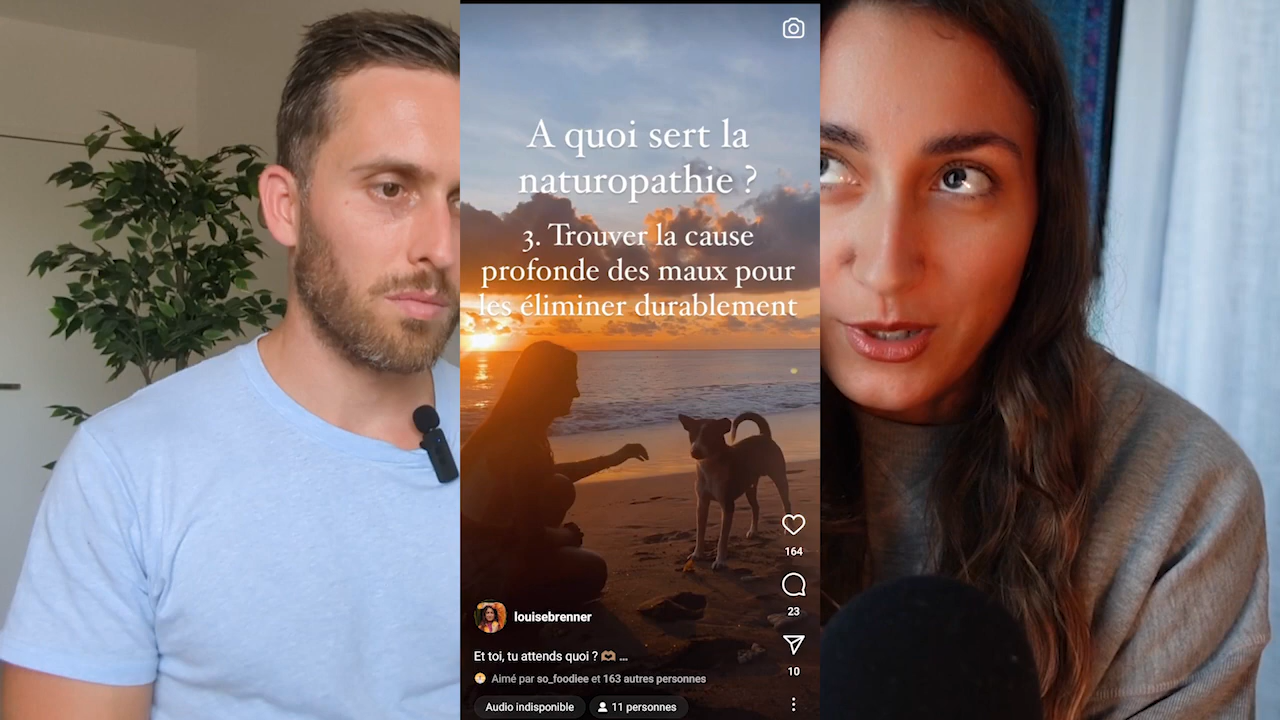 A quoi sert la
naturopathie ?
3. Trouver la cause
profonde des maux pour
les éliminer durablement
164
23
louisebrenner
Et toi, tu attends quoi ? 🫶🏽 ...
10
Aimé par so_foodiee et 163 autres personnes
Audio indisponible
11 personnes